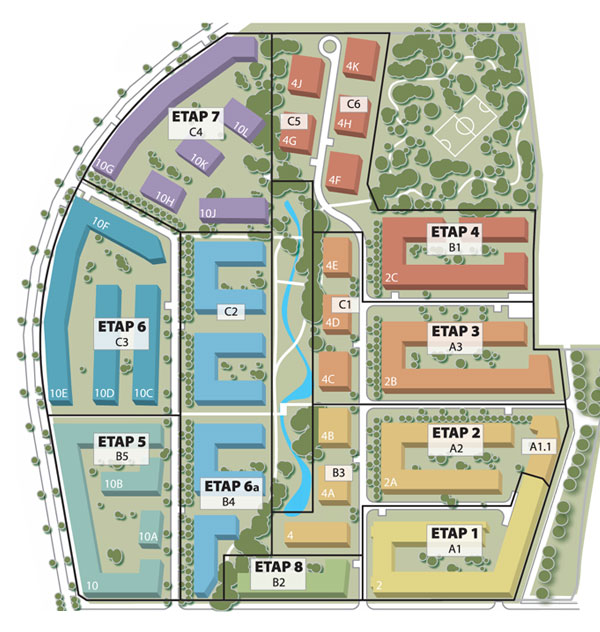 4K
4J
C6
ETAP 7
C4
C5
4H
10L
4G
10K
10G
4F
10H
10J
10F
ETAP 4
B1
4E
2C
C2
C1
4D
ETAP 6
C3
ETAP 3
A3
4C
2B
10E
10D
10C
4B
ETAP 2
A2
A1.1
ETAP 5
B5
B3
10B
ETAP 6a
B4
4A
2A
10A
4
ETAP 1
A1
ETAP 8
B2
10
2